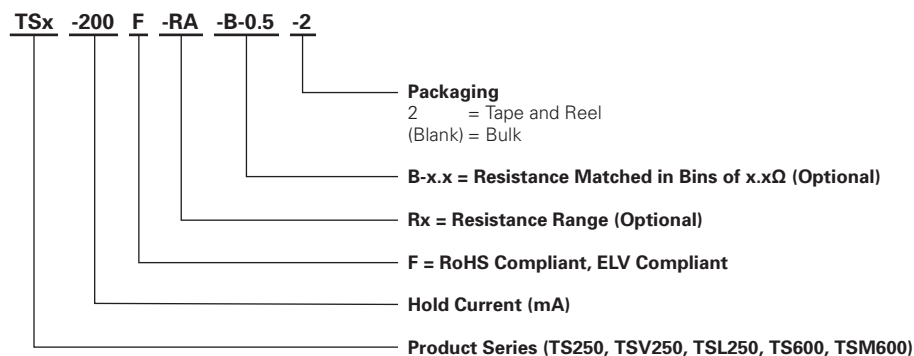 TSx -200 F -RA -B-0.5 -2
Packaging
2 = Tape and Reel
(Blank) = Bulk
B-x.x = Resistance Matched in Bins of x.xΩ (Optional)
Rx = Resistance Range (Optional)
F = RoHS Compliant, ELV Compliant
Hold Current (mA)
Product Series (TS250, TSV250, TSL250, TS600, TSM600)